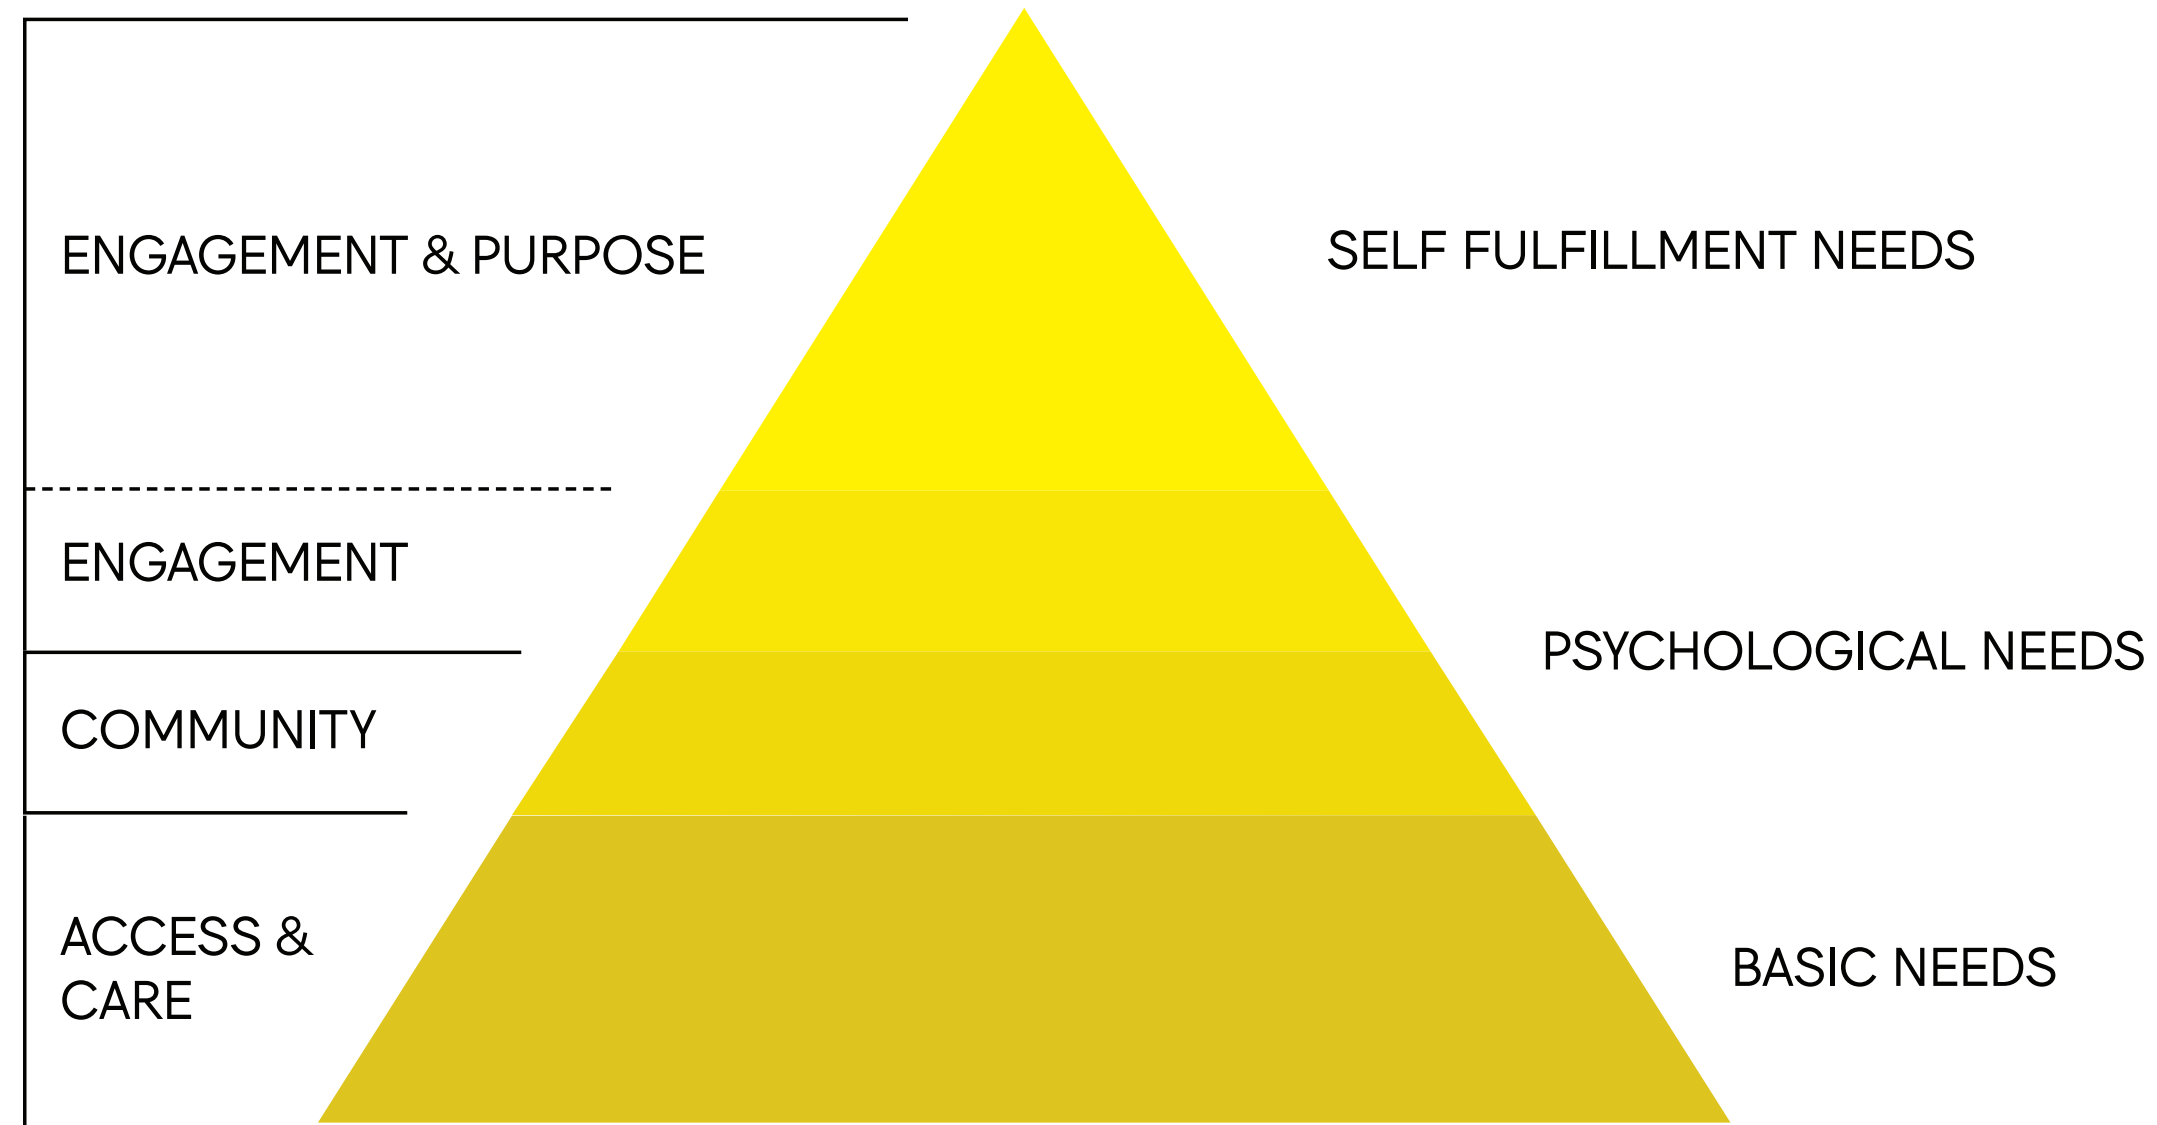 ENGAGEMENT & PURPOSE
SELF FULFILLMENT NEEDS
ENGAGEMENT
PSYCHOLOGICAL NEEDS
COMMUNITY
ACCESS &
CARE
BASIC NEEDS